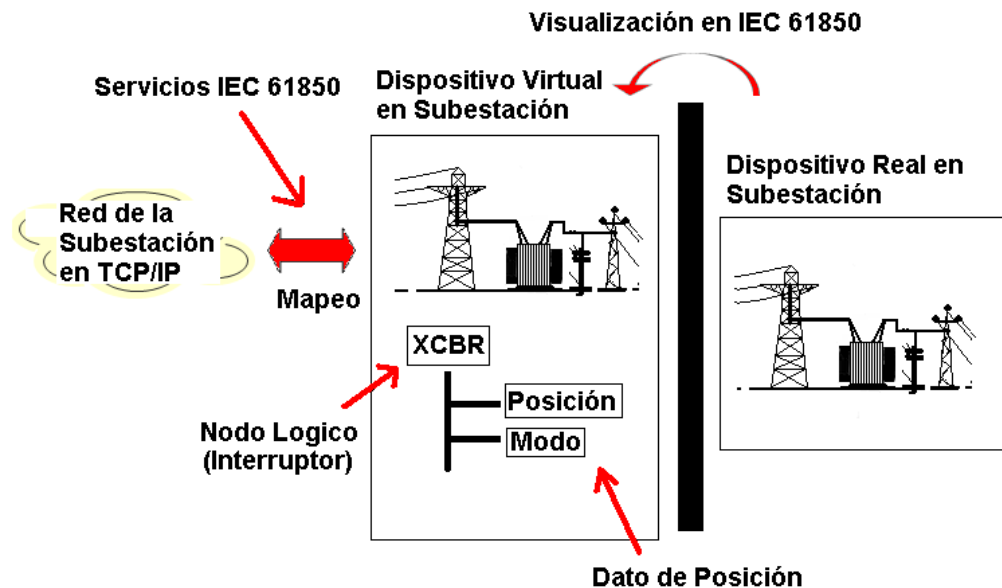 Visualización en IEC 61850
Servicios IEC 61850
Dispositivo Virtual
en Subestación
Dispositivo Real en
Subestación
Red de la
Subestación
en TCP/IP
Mapeo
XCBR
Posición
Modo
Nodo Logico
(Interruptor)
Dato de Posición